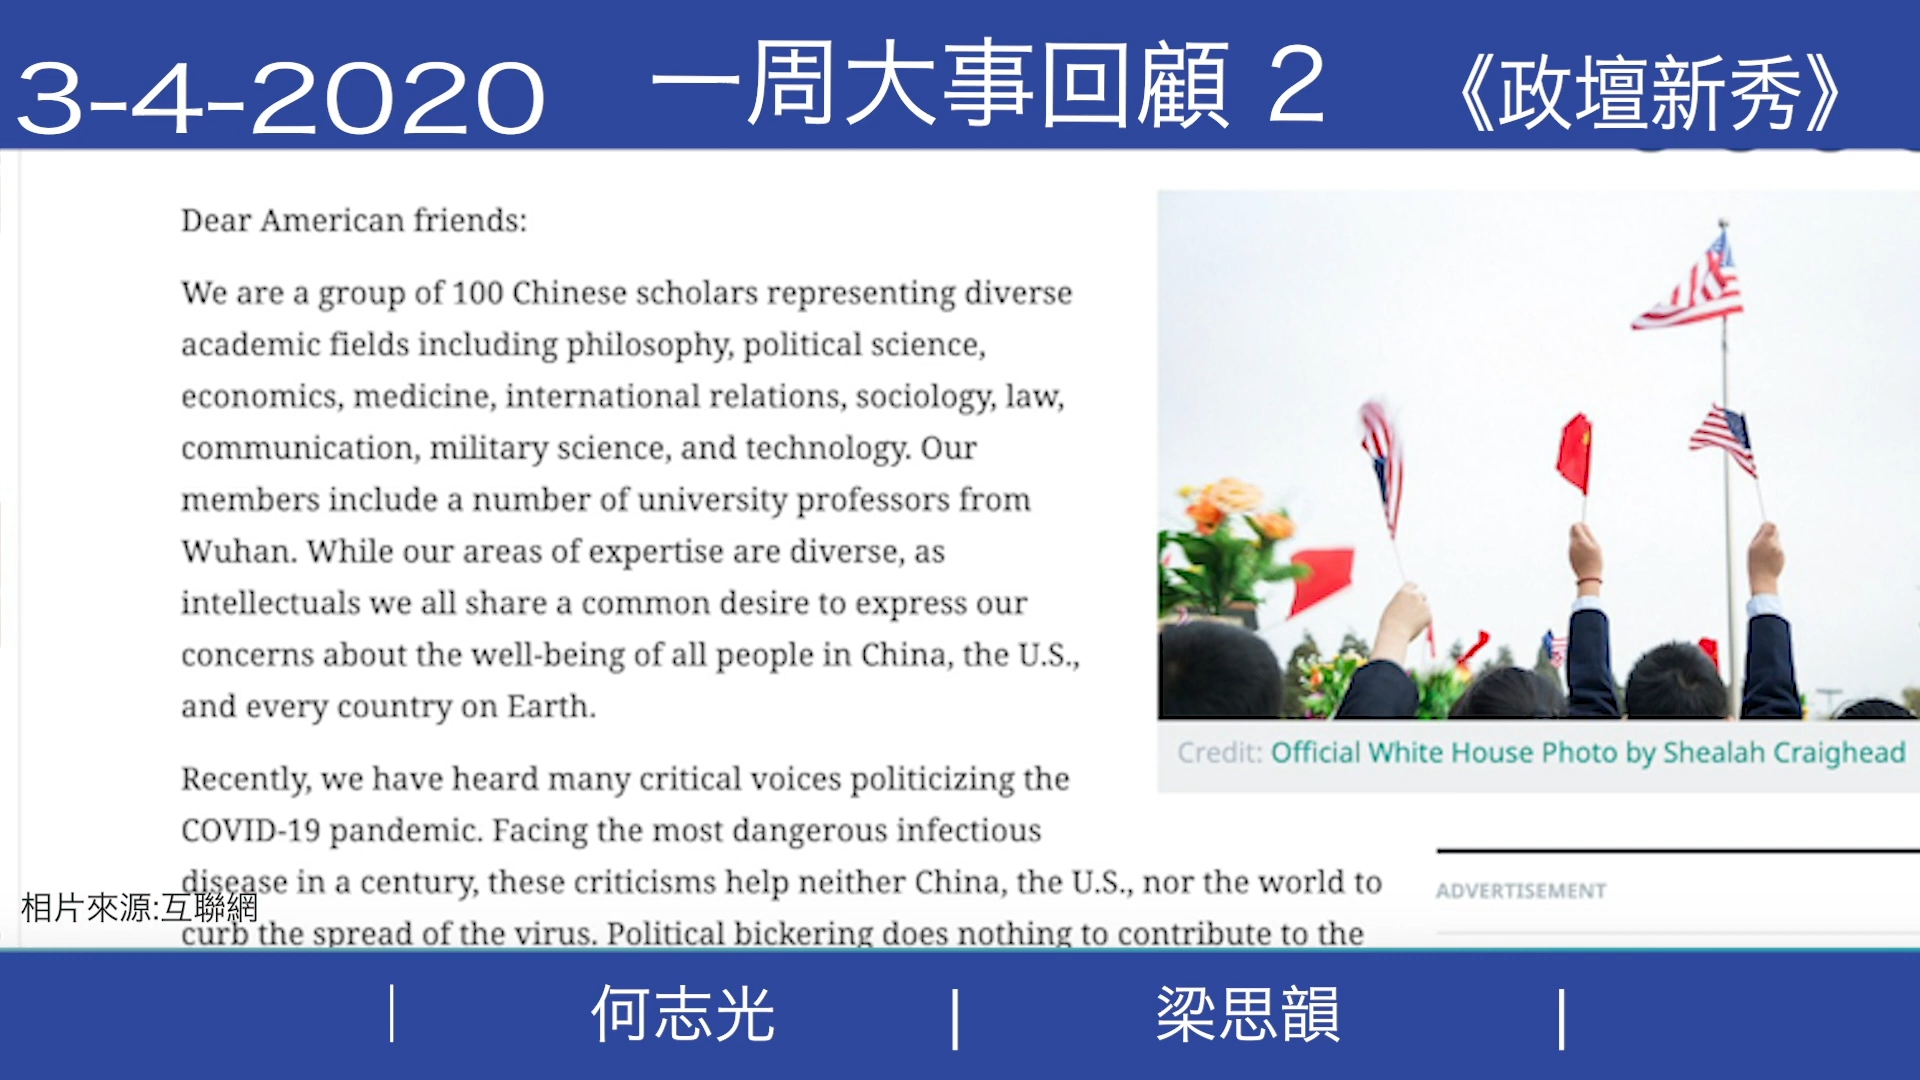 3-4-2020 一周大事回顧 2 《政壇新秀》
Dear American friends:
We are a group of 100 Chinese scholars representing diverse
academic fields including philosophy, political science,
economics, medicine, international relations, sociology, law,
communication, military science, and technology. Our
members include a number of university professors from
Wuhan. While our areas of expertise are diverse, as
intellectuals we all share a common desire to express our
concerns about the well-being of all people in China, the U.S.,
and every country on Earth.
Credit: Official White House Photo by Shealah Craighead
Recently, we have heard many critical voices politicizing the
COVID-19 pandemic. Facing the most dangerous infectious
disease in a century, these criticisms help neither China, the U.S., nor the world to
curb the spread of the virus. Political bickering does nothing to contribute to the
ADVERTISEMENT
相片來源:互聯網
| 何志光 | 梁思韻 |